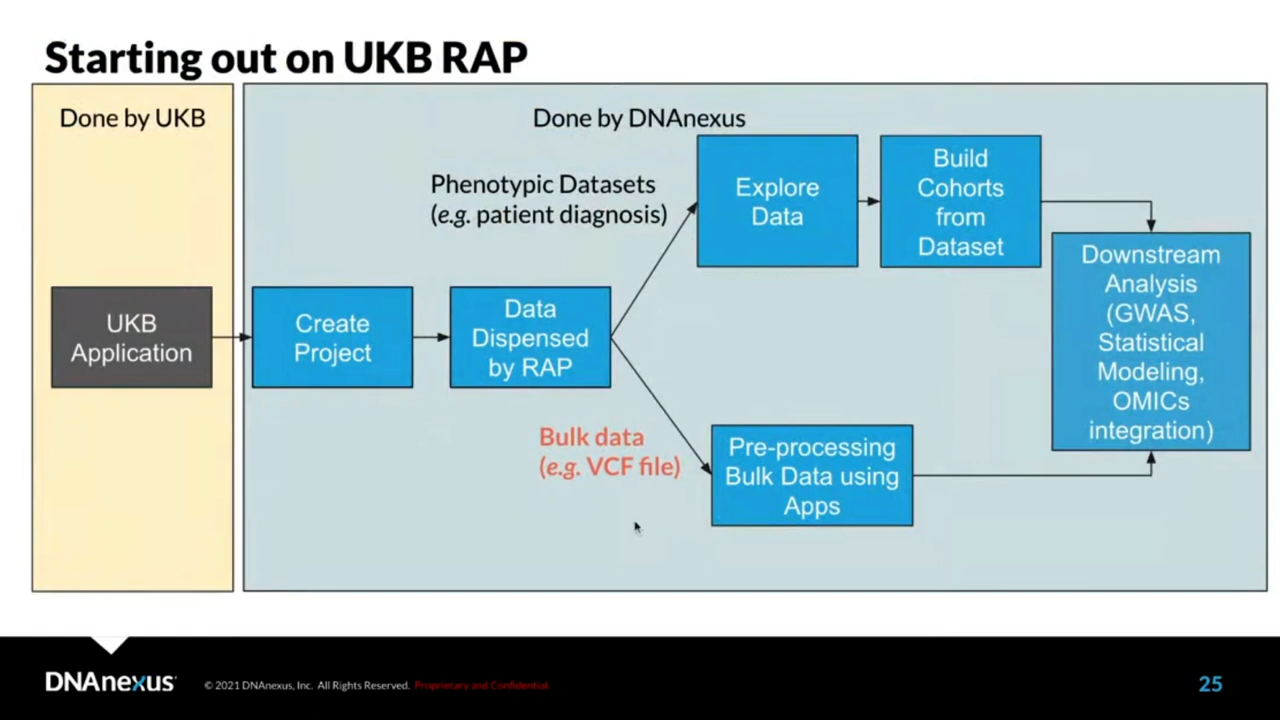 Starting out on UKB RAP
Done by UKB
Done by DNAnexus
Phenotypic Datasets
(e.g. patient diagnosis)
Explore
Data
Build
Cohorts
from
Dataset
Downstream
Analysis
(GWAS,
Statistical
Modeling,
OMICs
integration)
UKB
Application
Create
Project
Data
Dispensed
by RAP
Bulk data
(e.g. VCF file)
Pre-processing
Bulk Data using
Apps
DNAnexus
© 2021 DNAnexus, Inc. All Rights Reserved. Proprietary and Confidential.
25